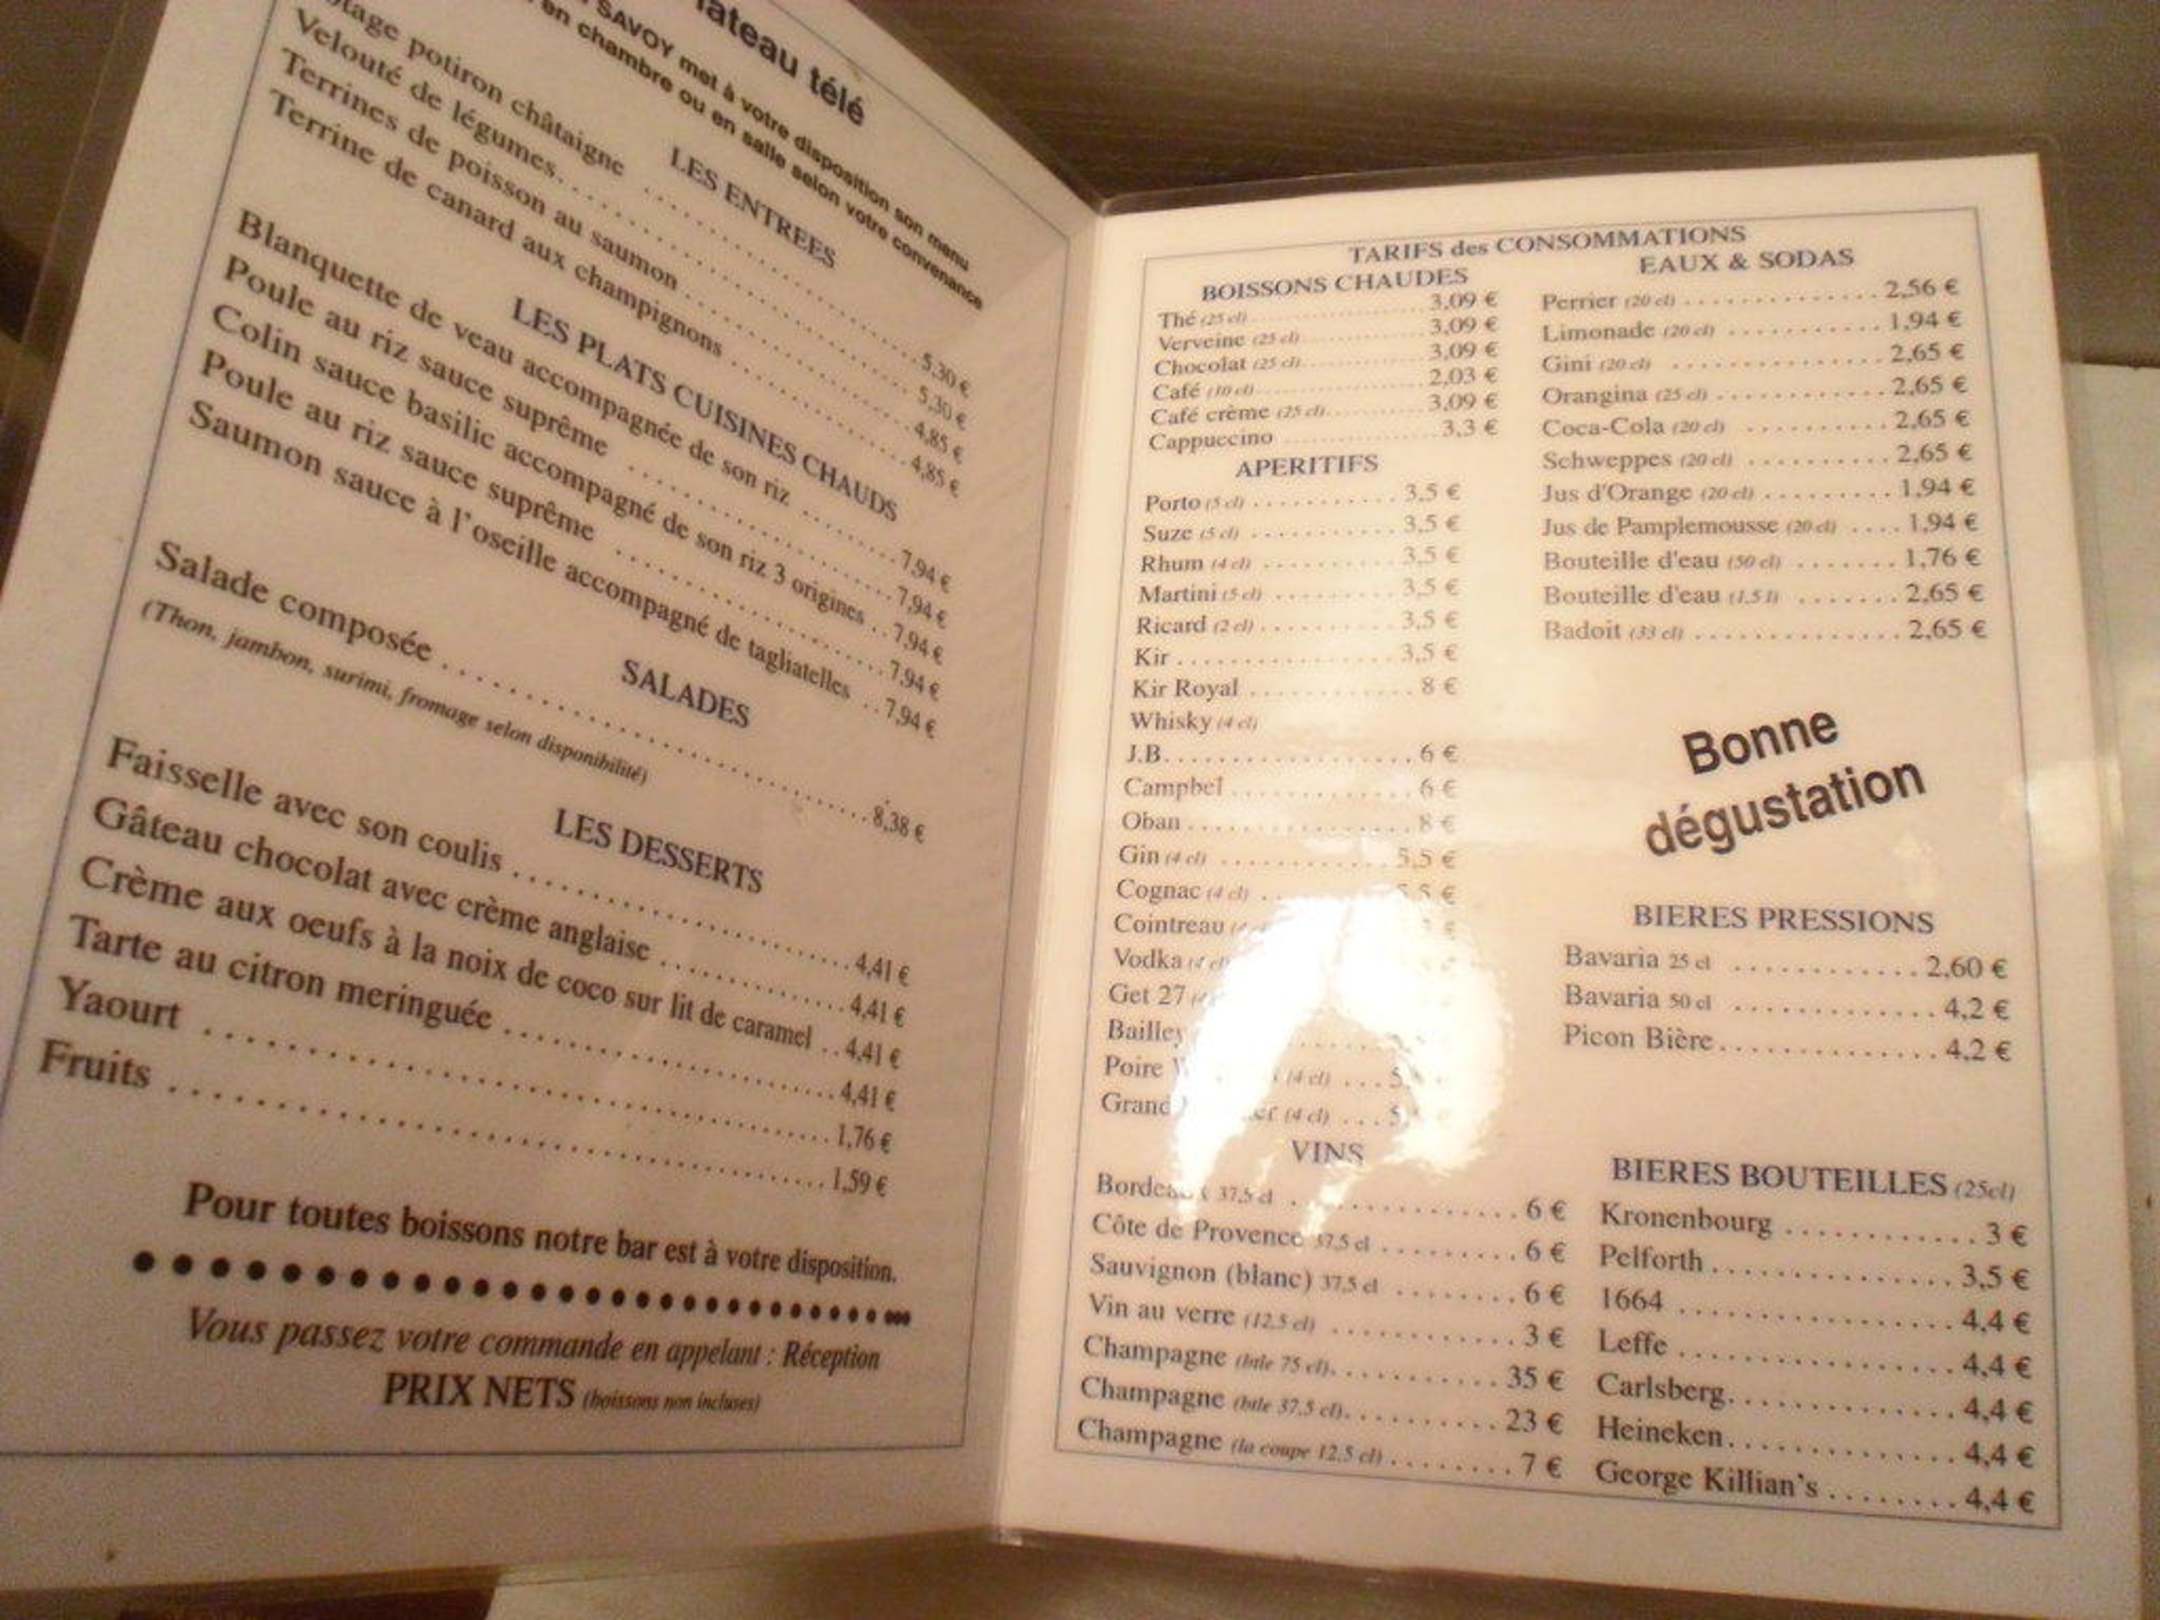 plateau télé
SAVOY met à votre disposition son menu
en chambre ou en salle selon votre convenance
LES ENTREES
potiron châtaigne . . . 5,30 €
Velouté de légumes. . . . 5,30 €
Terrines de poisson au saumon . . . 4,85 €
Terrine de canard aux champignons . . . 4,85 €
LES PLATS CUISINES CHAUDS
Blanquette de veau accompagnée de son riz . . . 7,94 €
Poule au riz sauce suprême . . . 7,94 €
Colin sauce basilic accompagné de son riz 3 origines . . 7,94 €
Poule au riz sauce suprême . . . 7,94 €
Saumon sauce à l'oseille accompagné de tagliatelles . . 7,94 €
SALADES
Salade composée . . . 8,38 €
(Thon, jambon, surimi, fromage selon disponibilité)
LES DESSERTS
Faisselle avec son coulis . . . 4,41 €
Gâteau chocolat avec crème anglaise . . . 4,41 €
Crème aux oeufs à la noix de coco sur lit de caramel . . 4,41 €
Tarte au citron meringuée . . . 4,41 €
Yaourt . . . 1,76 €
Fruits . . . 1,59 €
Pour toutes boissons notre bar est à votre disposition.
Vous passez votre commande en appelant : Réception
PRIX NETS (boissons non incluses)
TARIFS des CONSOMMATIONS
BOISSONS CHAUDES
Thé (25 cl) . . . 3,09 €
Verveine (25 cl) . . . 3,09 €
Chocolat (25 cl) . . . 3,09 €
Café (10 cl) . . . 2,03 €
Café crème (25 cl) . . . 3,09 €
Cappuccino . . . 3,3 €
APERITIFS
Porto (5 cl) . . . 3,5 €
Suze (5 cl) . . . 3,5 €
Rhum (4 cl) . . . 3,5 €
Martini (5 cl) . . . 3,5 €
Ricard (2 cl) . . . 3,5 €
Kir . . . 3,5 €
Kir Royal . . . 8 €
Whisky (4 cl)
J.B. . . . 6 €
Campbel . . . 6 €
Oban . . . 8 €
Gin (4 cl) . . . 5,5 €
Cognac (4 cl) . . . 5,5 €
Cointreau
Vodka
Get 27
Bailley
Poire (4 cl) . . .
Grand (4 cl) . . .
VINS
Bordeaux 37,5 cl . . . 6 €
Côte de Provence 37,5 cl . . . 6 €
Sauvignon (blanc) 37,5 cl . . . 6 €
Vin au verre (12.5 cl) . . . 3 €
Champagne (btle 75 cl). . . . 35 €
Champagne (btle 37,5 cl). . . . 23 €
Champagne (la coupe 12,5 cl) . . . 7 €
EAUX & SODAS
Perrier (20 cl) . . . 2,56 €
Limonade (20 cl) . . . 1,94 €
Gini (20 cl) . . . 2,65 €
Orangina (25 cl) . . . 2,65 €
Coca-Cola (20 cl) . . . 2,65 €
Schweppes (20 cl) . . . 2,65 €
Jus d'Orange (20 cl) . . . 1,94 €
Jus de Pamplemousse (20 cl) . . . . 1,94 €
Bouteille d'eau (50 cl) . . . 1,76 €
Bouteille d'eau (1.5 l) . . . 2,65 €
Badoit (33 cl) . . . 2,65 €
Bonne
dégustation
BIERES PRESSIONS
Bavaria 25 cl . . . 2,60 €
Bavaria 50 cl . . . 4,2 €
Picon Bière . . . 4,2 €
BIERES BOUTEILLES (25cl)
Kronenbourg . . . 3 €
Pelforth . . . 3,5 €
1664 . . . 4,4 €
Leffe . . . 4,4 €
Carlsberg. . . . 4,4 €
Heineken. . . . 4,4 €
George Killian's . . . 4,4 €